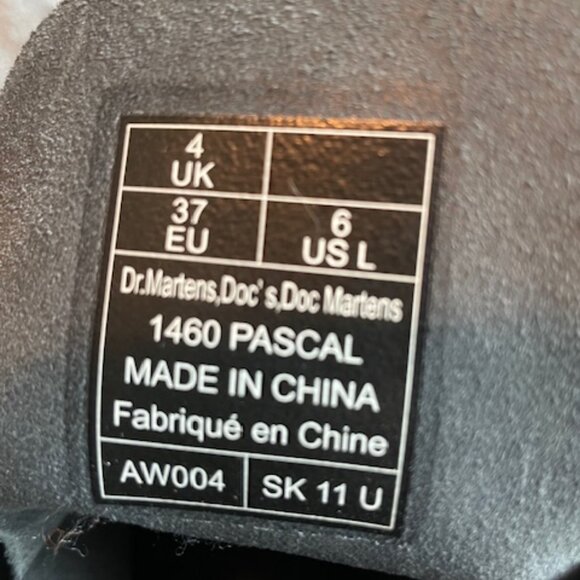 4
UK
37
EU
6
US L
Dr.Martens,Doc's,Doc Martens
1460 PASCAL
MADE IN CHINA
Fabriqué en Chine
AW004
SK 11 U